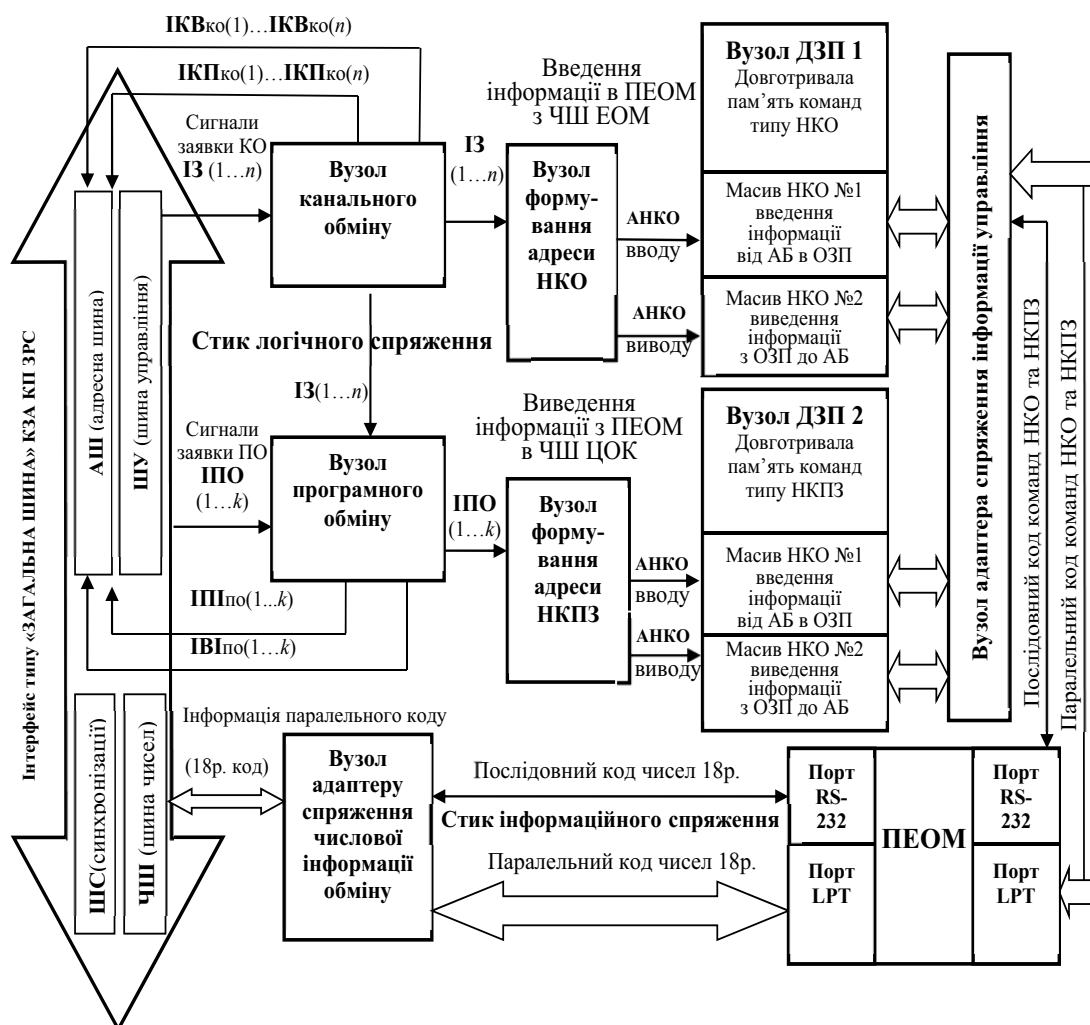 ІКВко(1)…ІКВко(n)
ІКПко(1)…ІКПко(n)
Сигнали
заявки КО
ІЗ (1…n)
Вузол
канального
обміну
ІЗ
(1…n)
Введення
інформації в ПЕОМ
з ЧШ ЕОМ
Вузол
форму-
вання
адреси
НКО
АНКО
вводу
АНКО
виводу
Вузол ДЗП 1
Довготривала
пам’ять команд
типу НКО
Масив НКО №1
введення
інформації
від АБ в ОЗП
Масив НКО №2
виведення
інформації
з ОЗП до АБ
Вузол адаптера спряження інформації управління
Послідовний код команд НКО та НКПЗ
Паралельний код команд НКО та НКПЗ
Інтерфейс типу «ЗАГАЛЬНА ШИНА» КЗА КП ЗРС
АШ (адресна шина)
ШУ (шина управління)
Стик логічного спряження
ІЗ(1…n)
Сигнали
заявки ПО
ІПО
(1…k)
Вузол
програмного
обміну
ІПО
(1…k)
Виведення
інформації з ПЕОМ
в ЧШ ЦОК
Вузол
форму-
вання
адреси
НКПЗ
АНКО
вводу
АНКО
виводу
Вузол ДЗП 2
Довготривала
пам’ять команд
типу НКПЗ
Масив НКО №1
введення
інформації
від АБ в ОЗП
Масив НКО №2
виведення
інформації
з ОЗП до АБ
ІПІпо(1...k)
ІВІпо(1…k)
ШС(синхронізації)
ЧШ (шина чисел)
Інформація паралельного коду
(18р. код)
Вузол
адаптеру
спряження
числової
інформації
обміну
Послідовний код чисел 18р.
Стик інформаційного спряження
Паралельний код чисел 18р.
Порт
RS-
232
Порт
LPT
ПЕОМ
Порт
RS-
232
Порт
LPT